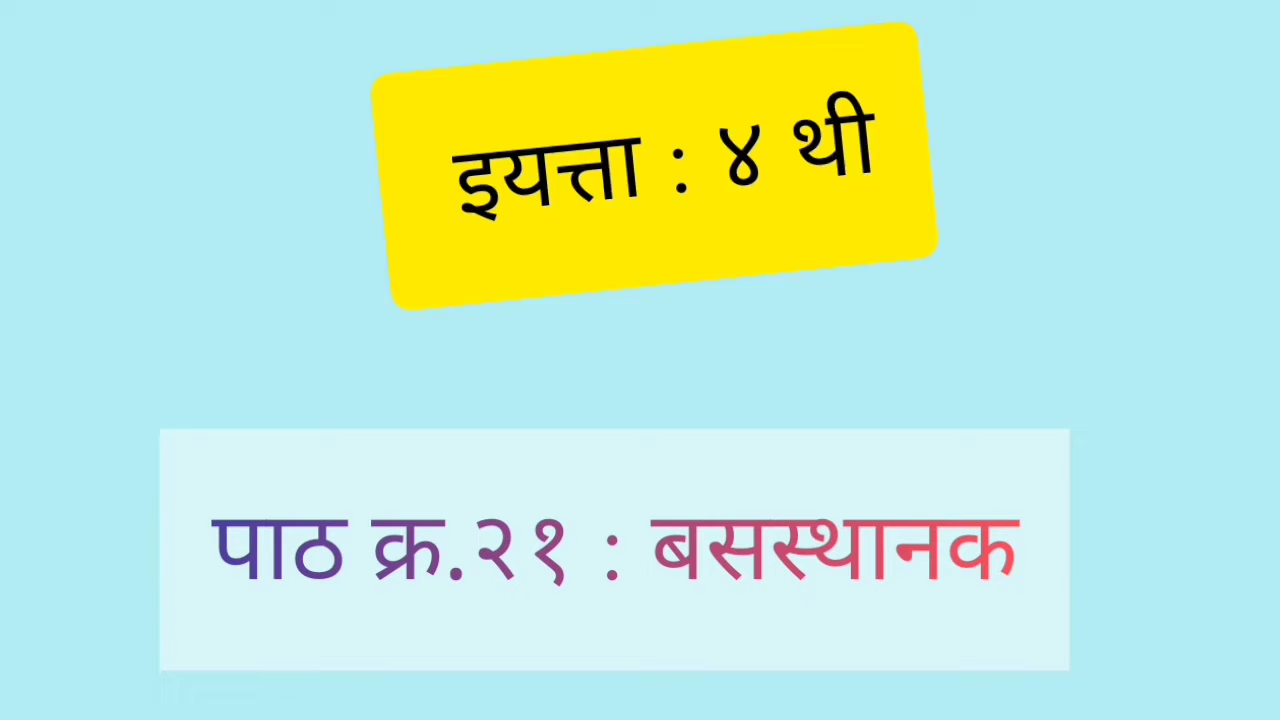 इयत्ता : ४ थी
पाठ क्र.२१ : बसस्थानक